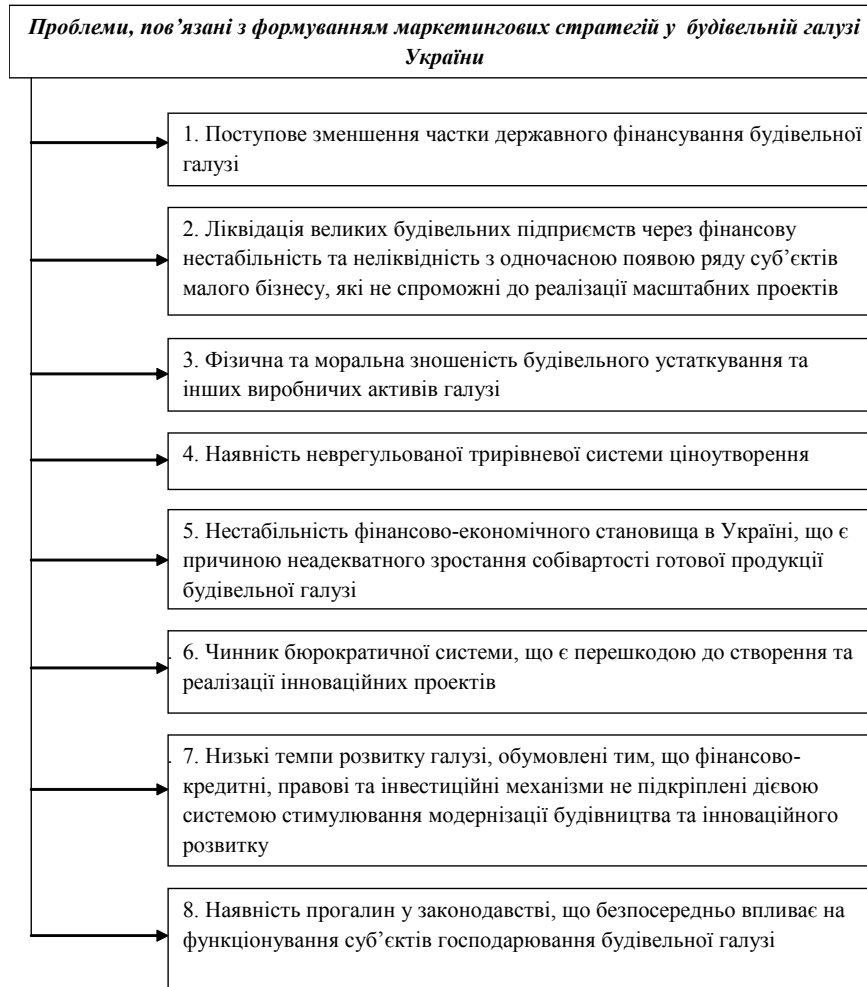 Проблеми, пов’язані з формуванням маркетингових стратегій у будівельній галузі
України
1. Поступове зменшення частки державного фінансування будівельної
галузі
2. Ліквідація великих будівельних підприємств через фінансову
нестабільність та неліквідність з одночасною появою ряду суб’єктів
малого бізнесу, які не спроможні до реалізації масштабних проектів
3. Фізична та моральна зношеність будівельного устаткування та
інших виробничих активів галузі
4. Наявність неврегульованої трирівневої системи ціноутворення
5. Нестабільність фінансово-економічного становища в Україні, що є
причиною неадекватного зростання собівартості готової продукції
будівельної галузі
. 6. Чинник бюрократичної системи, що є перешкодою до створення та
реалізації інноваційних проектів
. 7. Низькі темпи розвитку галузі, обумовлені тим, що фінансово-
кредитні, правові та інвестиційні механізми не підкріплені дієвою
системою стимулювання модернізації будівництва та інноваційного
розвитку
8. Наявність прогалин у законодавстві, що безпосередньо впливає на
функціонування суб’єктів господарювання будівельної галузі